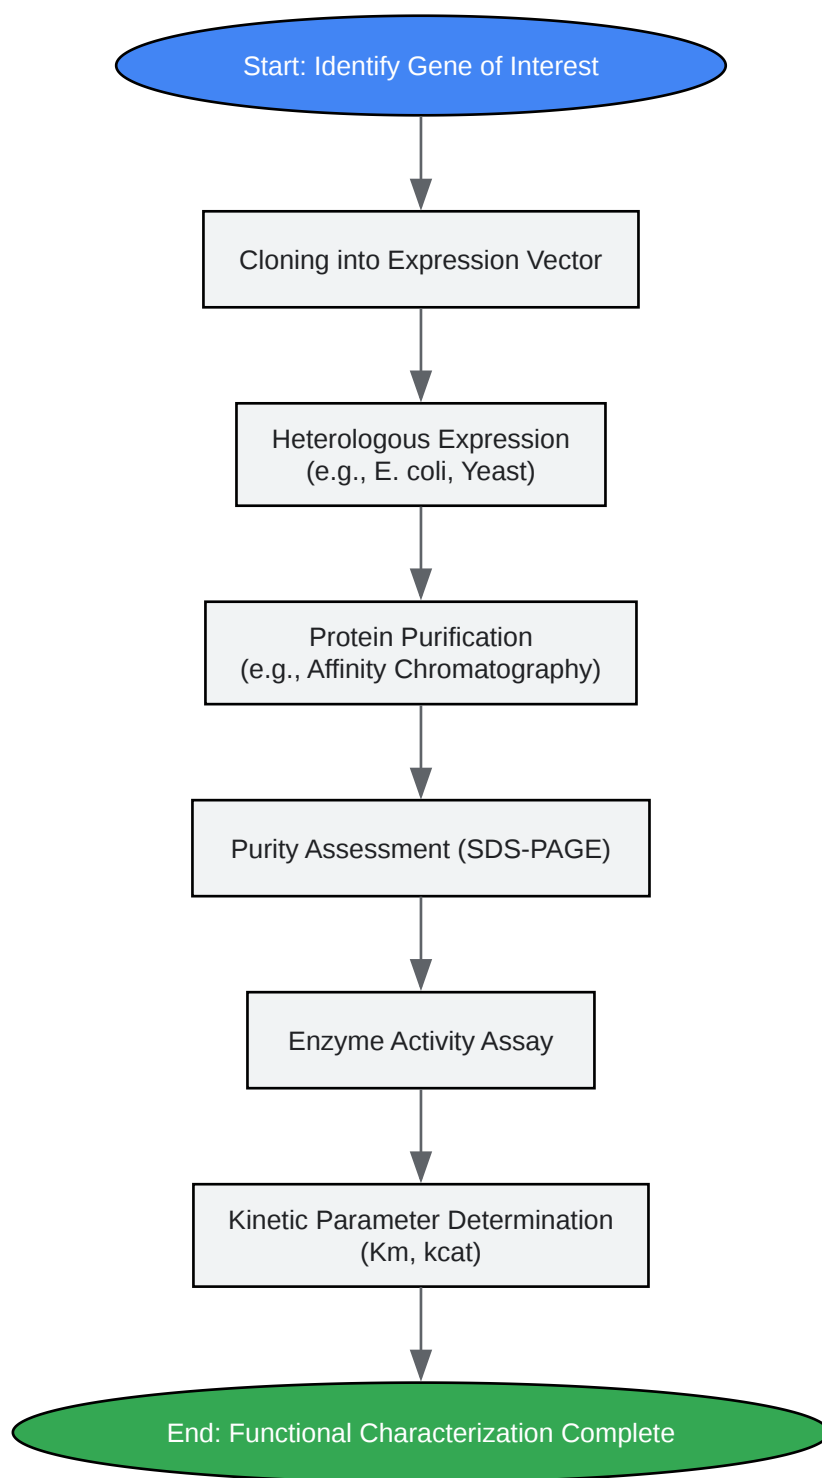 Start: Identify Gene of Interest
Cloning into Expression Vector
Heterologous Expression
(e.g., E. coli, Yeast)
Protein Purification
(e.g., Affinity Chromatography)
Purity Assessment (SDS-PAGE)
Enzyme Activity Assay
Kinetic Parameter Determination
(Km, kcat)
End: Functional Characterization Complete